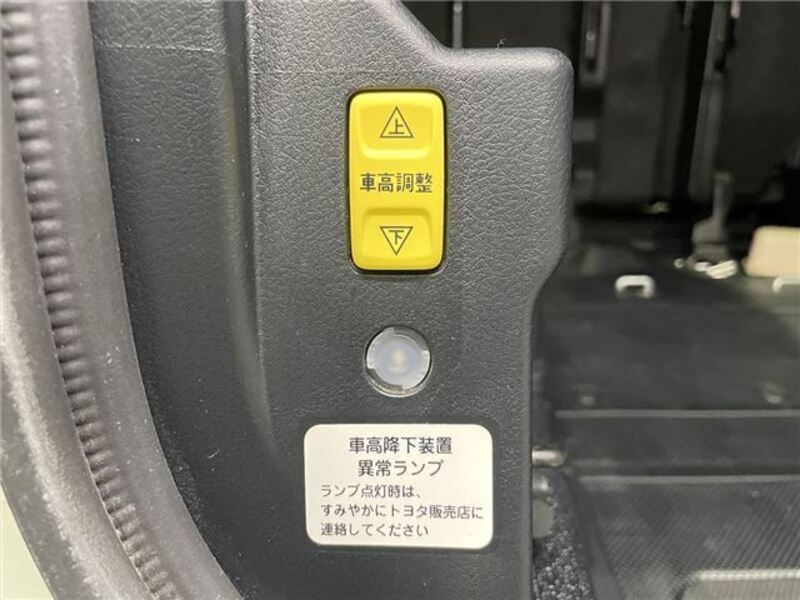 上
車高調整
下
車高降下装置
異常ランプ
ランプ点灯時は、
すみやかにトヨタ販売店に
連絡してください